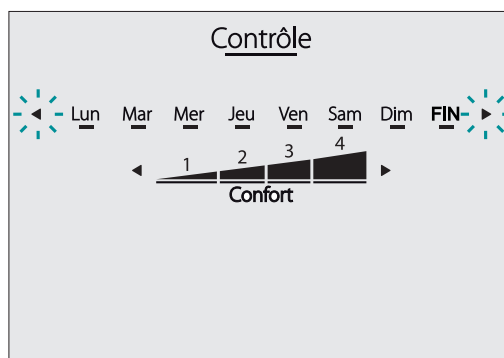 Contrôle
◄ Lun Mar Mer Jeu Ven Sam Dim FIN ►
◄ 1 2 3 4 ►
Confort